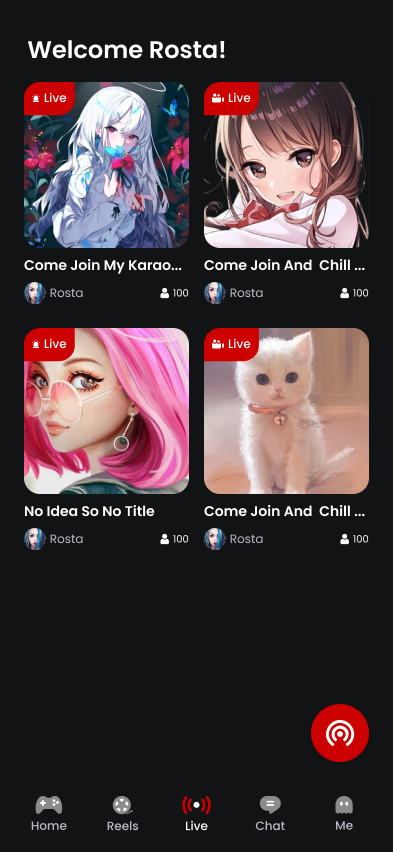 Welcome Rosta!
Live
Live
Come Join My Karao...
Come Join And Chill ...
Rosta
100
Rosta
100
Live
Live
No Idea So No Title
Come Join And Chill ...
Rosta
100
Rosta
100
Home
Reels
Live
Chat
Me